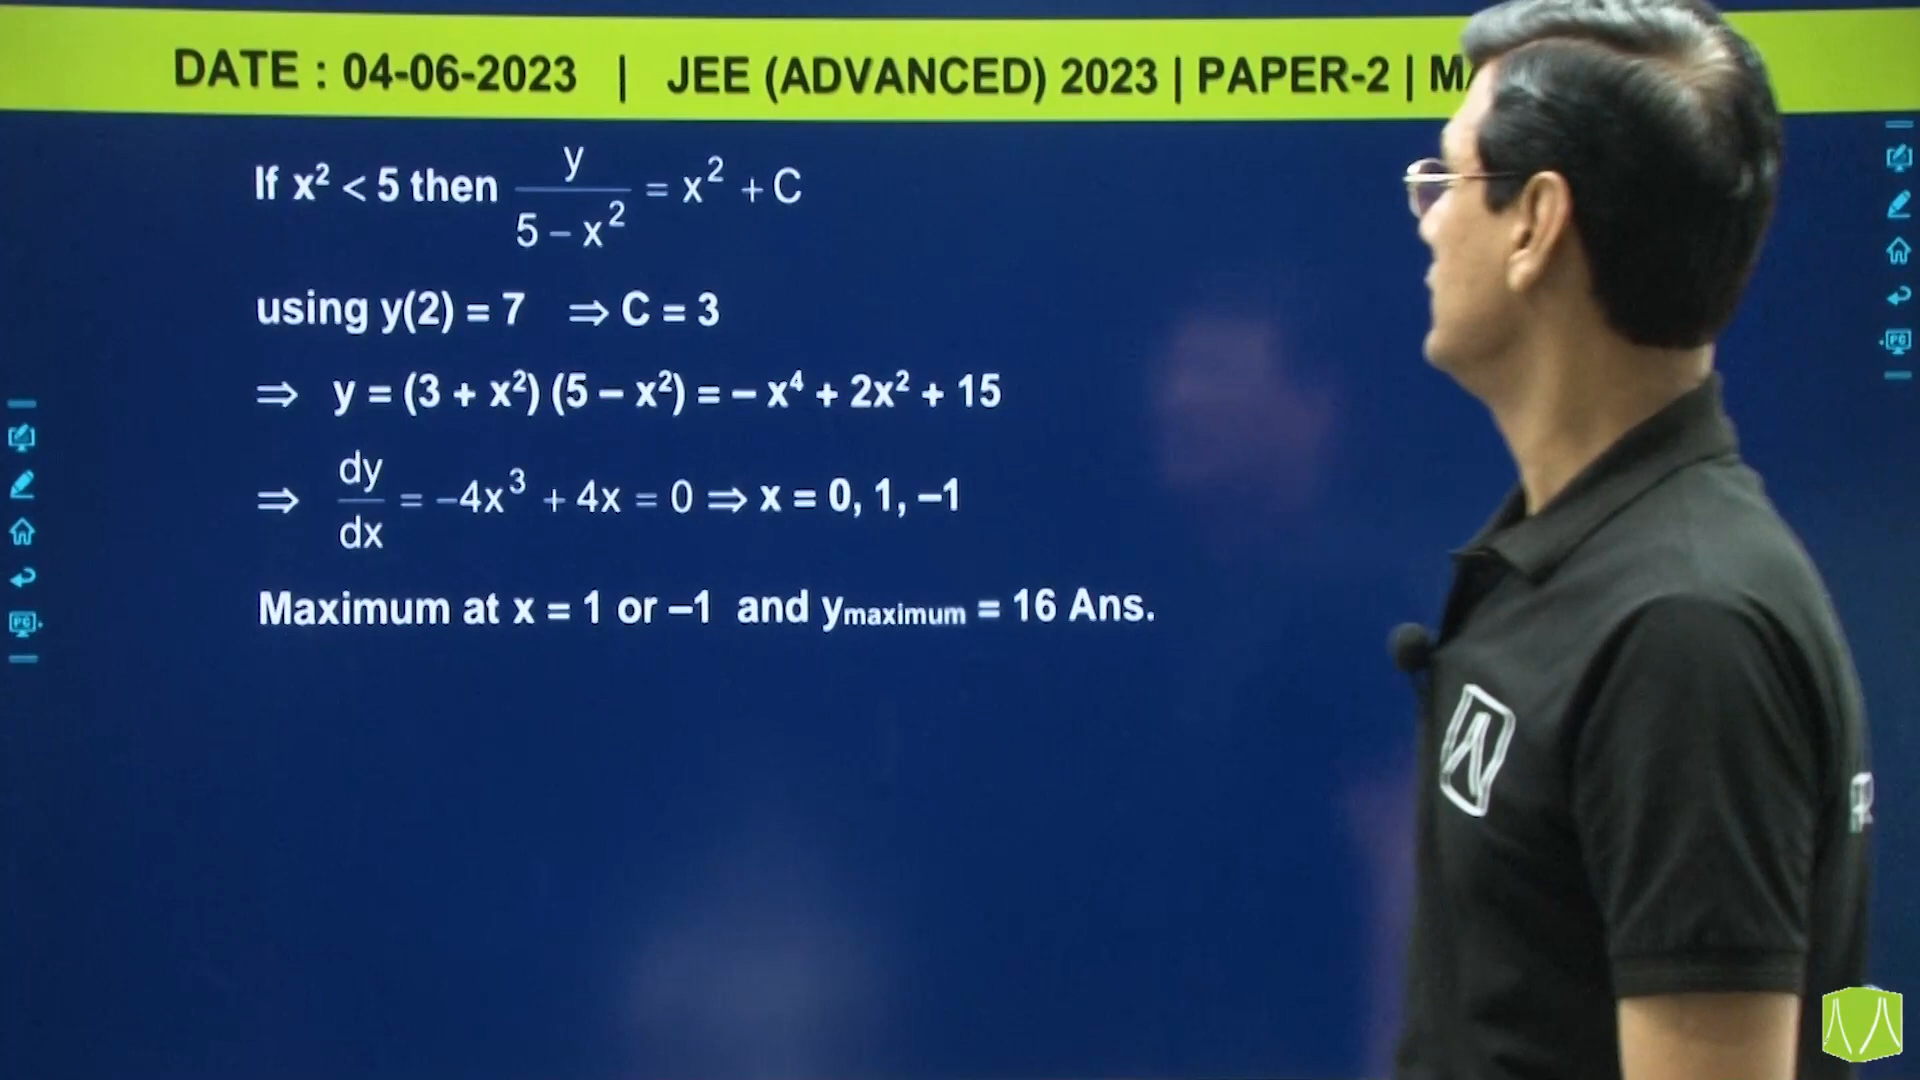 DATE : 04-06-2023 | JEE (ADVANCED) 2023 | PAPER-2 |
If x² < 5 then y/(5 – x²) = x² + C
using y(2) = 7 ⇒ C = 3
⇒ y = (3 + x²) (5 – x²) = – x⁴ + 2x² + 15
⇒ dy/dx = –4x³ + 4x = 0 ⇒ x = 0, 1, –1
Maximum at x = 1 or –1 and ymaximum = 16 Ans.
PC
PC